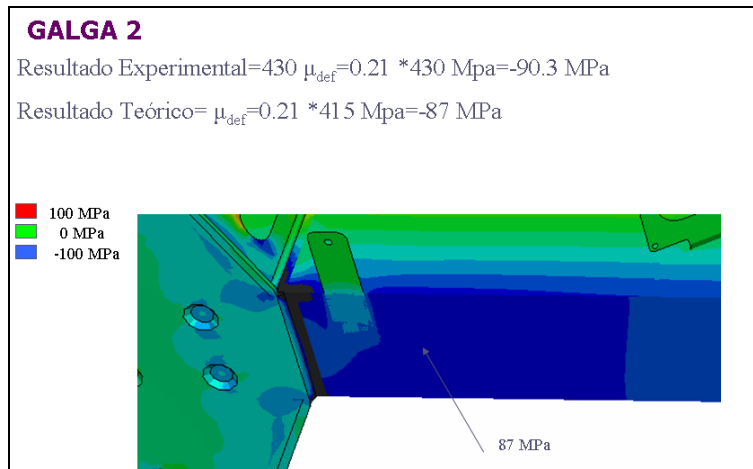 GALGA 2
Resultado Experimental=430 μdef=0.21 *430 Mpa=-90.3 MPa
Resultado Teórico= μdef=0.21 *415 Mpa=-87 MPa
100 MPa
0 MPa
-100 MPa
87 MPa